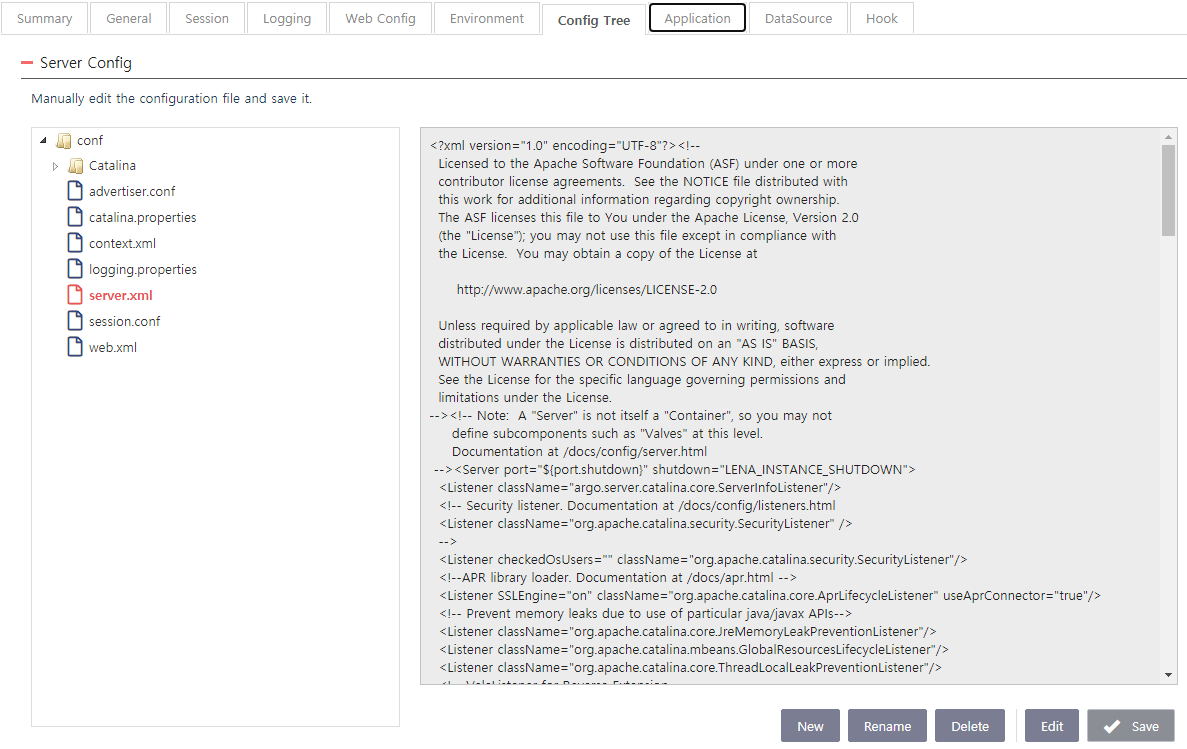 Summary
General
Session
Logging
Web Config
Environment
Config Tree
Application
DataSource
Hook
Server Config
Manually edit the configuration file and save it.
conf
Catalina
advertiser.conf
catalina.properties
context.xml
logging.properties
server.xml
session.conf
web.xml
<?xml version="1.0" encoding="UTF-8"?><!--
Licensed to the Apache Software Foundation (ASF) under one or more
contributor license agreements.  See the NOTICE file distributed with
this work for additional information regarding copyright ownership.
The ASF licenses this file to You under the Apache License, Version 2.0
(the "License"); you may not use this file except in compliance with
the License.  You may obtain a copy of the License at
http://www.apache.org/licenses/LICENSE-2.0
Unless required by applicable law or agreed to in writing, software
distributed under the License is distributed on an "AS IS" BASIS,
WITHOUT WARRANTIES OR CONDITIONS OF ANY KIND, either express or implied.
See the License for the specific language governing permissions and
limitations under the License.
--><!-- Note:  A "Server" is not itself a "Container", so you may not
define subcomponents such as "Valves" at this level.
Documentation at /docs/config/server.html
--><Server port="${port.shutdown}" shutdown="LENA_INSTANCE_SHUTDOWN">
<Listener className="argo.server.catalina.core.ServerInfoListener"/>
<!-- Security listener. Documentation at /docs/config/listeners.html
<Listener className="org.apache.catalina.security.SecurityListener" />
-->
<Listener checkedOsUsers="" className="org.apache.catalina.security.SecurityListener"/>
<!--APR library loader. Documentation at /docs/apr.html -->
<Listener SSLEngine="on" className="org.apache.catalina.core.AprLifecycleListener" useAprConnector="true"/>
<!-- Prevent memory leaks due to use of particular java/javax APIs-->
<Listener className="org.apache.catalina.core.JreMemoryLeakPreventionListener"/>
<Listener className="org.apache.catalina.mbeans.GlobalResourcesLifecycleListener"/>
<Listener className="org.apache.catalina.core.ThreadLocalLeakPreventionListener"/>
New
Rename
Delete
Edit
Save